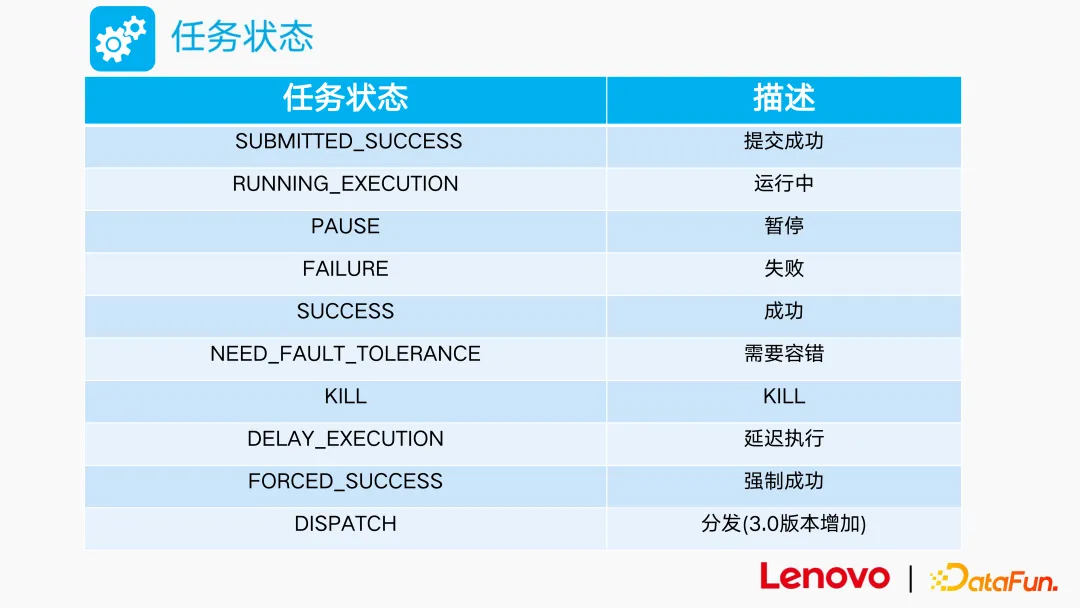 任务状态
任务状态 描述
SUBMITTED_SUCCESS 提交成功
RUNNING_EXECUTION 运行中
PAUSE 暂停
FAILURE 失败
SUCCESS 成功
NEED_FAULT_TOLERANCE 需要容错
KILL KILL
DELAY_EXECUTION 延迟执行
FORCED_SUCCESS 强制成功
DISPATCH 分发(3.0版本增加)
Lenovo | DataFun.